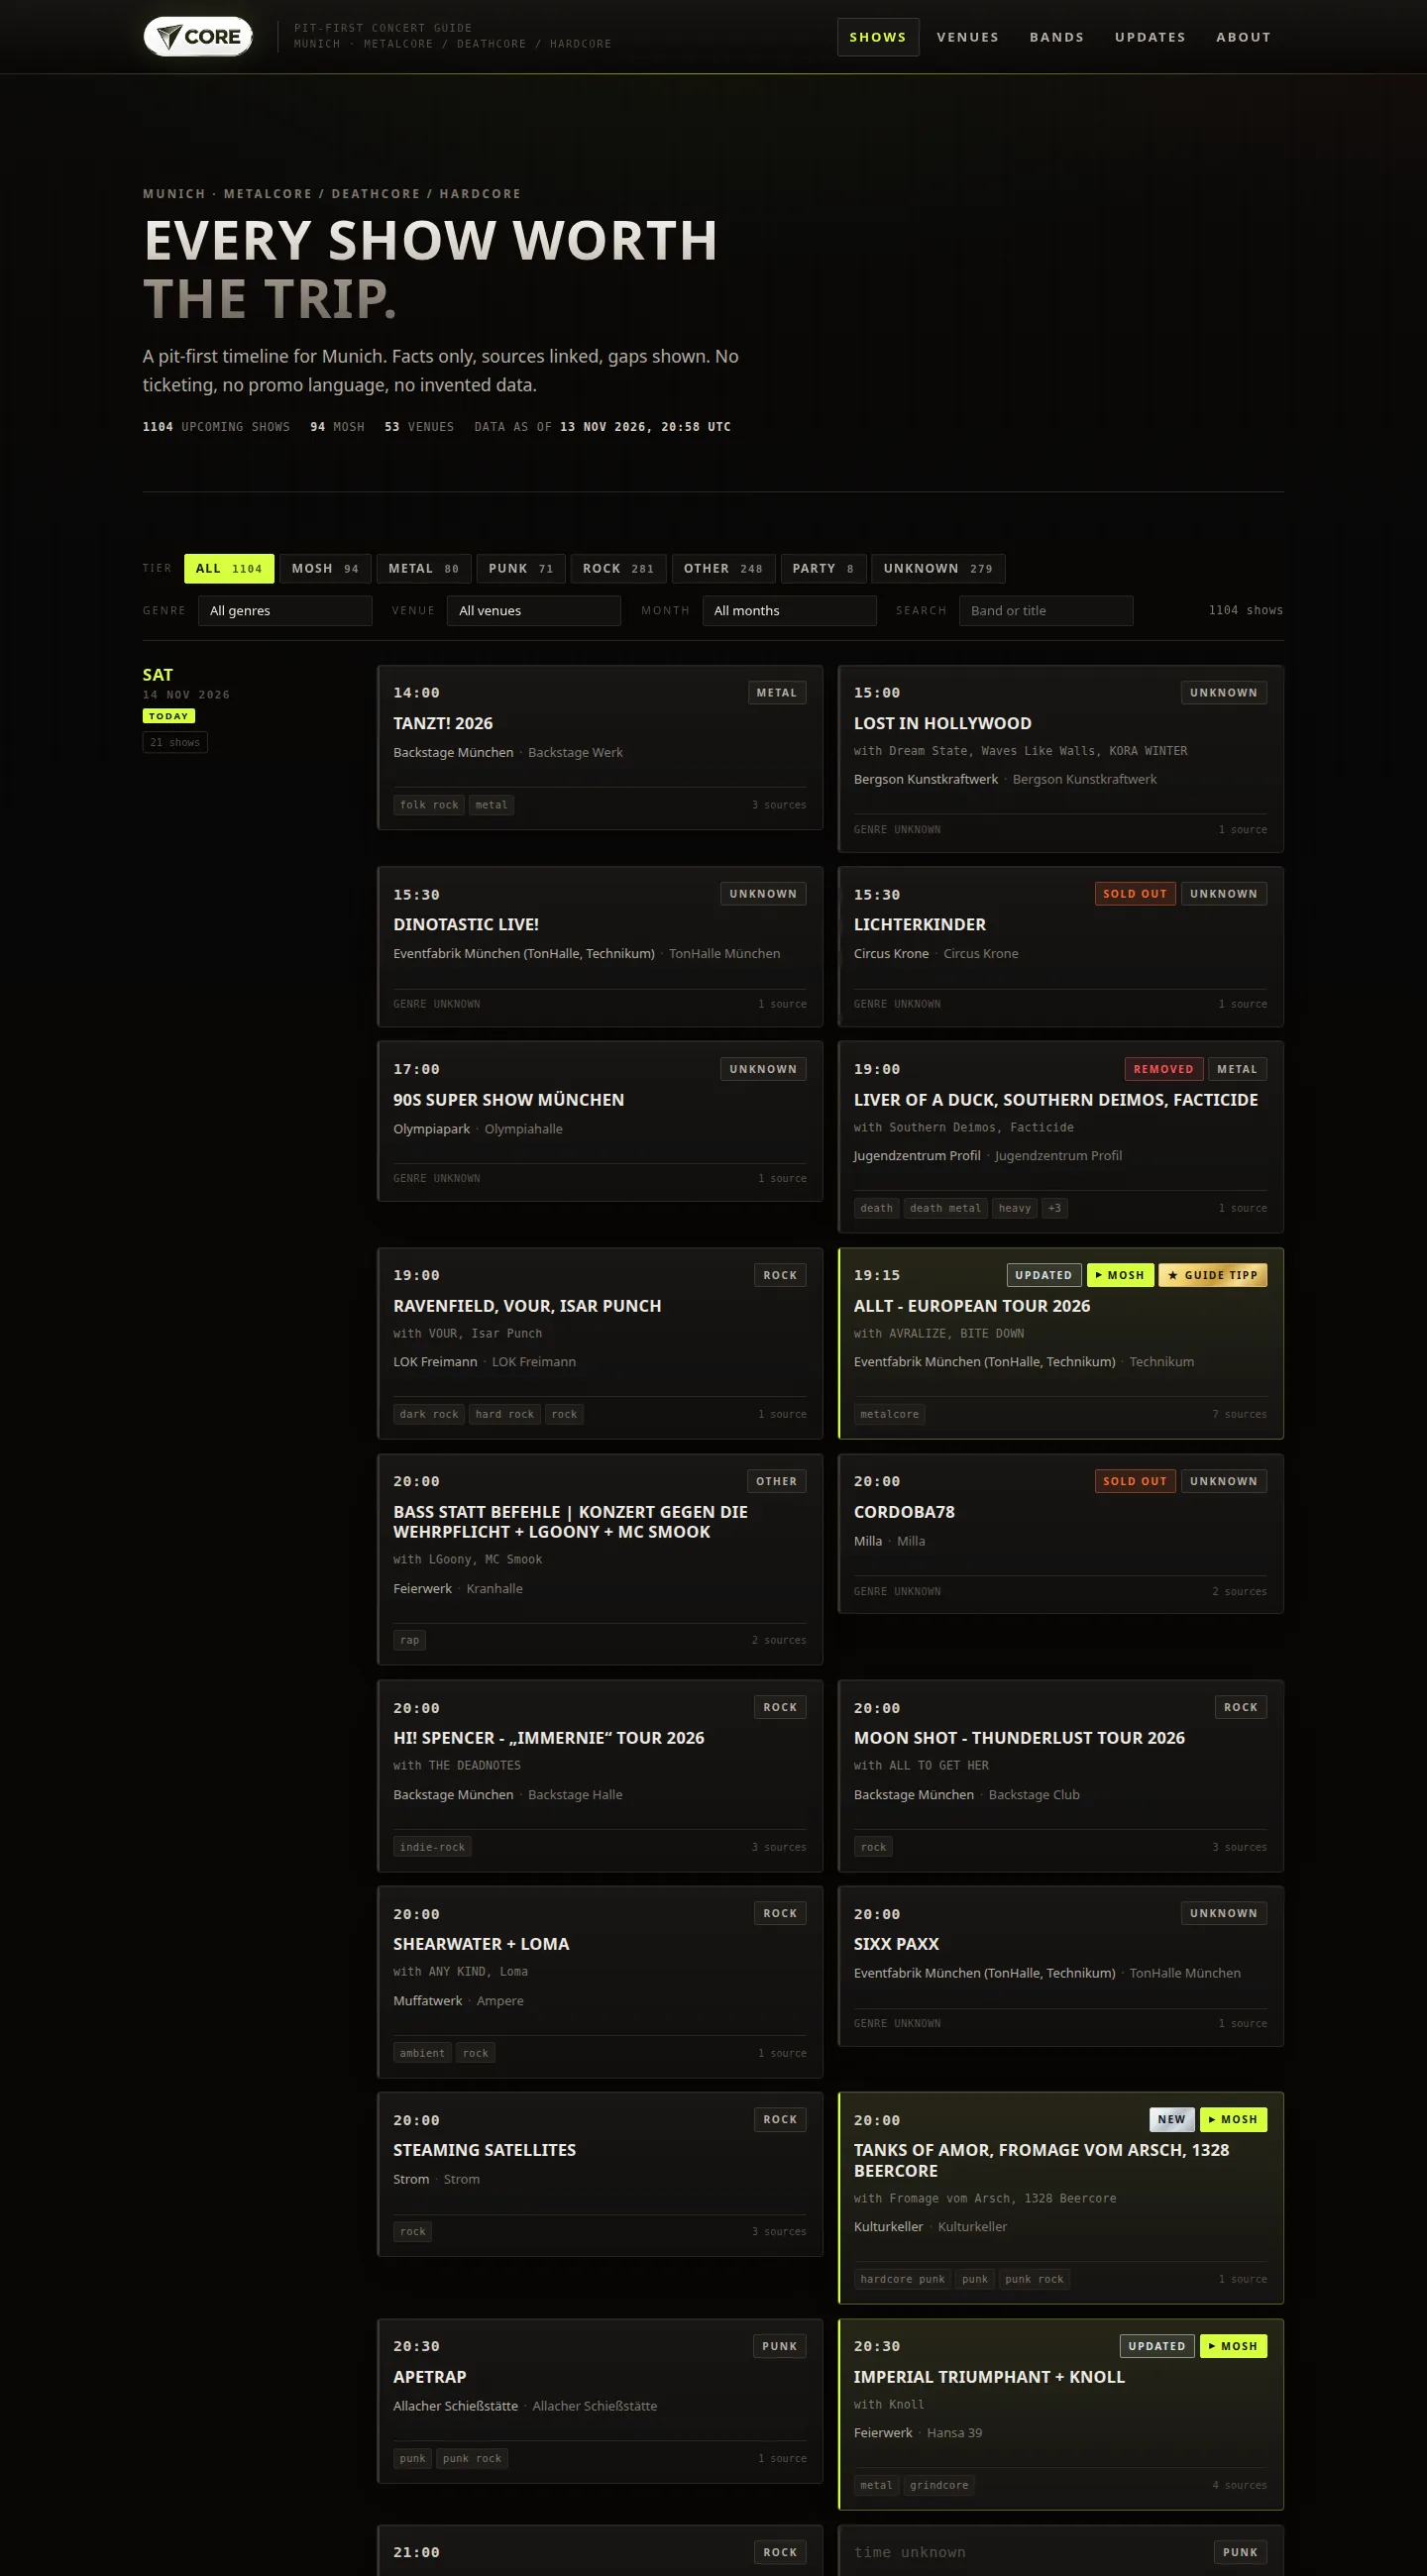 CORE
PIT-FIRST CONCERT GUIDE
MUNICH · METALCORE / DEATHCORE / HARDCORE
SHOWS VENUES BANDS UPDATES ABOUT
MUNICH · METALCORE / DEATHCORE / HARDCORE
EVERY SHOW WORTH
THE TRIP.
A pit-first timeline for Munich. Facts only, sources linked, gaps shown. No
ticketing, no promo language, no invented data.
1104 UPCOMING SHOWS 94 MOSH 53 VENUES DATA AS OF 13 NOV 2026, 20:58 UTC
TIER ALL 1104 MOSH 94 METAL 80 PUNK 71 ROCK 281 OTHER 248 PARTY 8 UNKNOWN 279
GENRE All genres VENUE All venues MONTH All months SEARCH Band or title 1104 shows
SAT
14 NOV 2026
TODAY
21 shows
14:00 METAL
TANZT! 2026
Backstage München · Backstage Werk
folk rock metal 3 sources
15:00 UNKNOWN
LOST IN HOLLYWOOD
with Dream State, Waves Like Walls, KORA WINTER
Bergson Kunstkraftwerk · Bergson Kunstkraftwerk
GENRE UNKNOWN 1 source
15:30 UNKNOWN
DINOTASTIC LIVE!
Eventfabrik München (TonHalle, Technikum) · TonHalle München
GENRE UNKNOWN 1 source
15:30 SOLD OUT UNKNOWN
LICHTERKINDER
Circus Krone · Circus Krone
GENRE UNKNOWN 1 source
17:00 UNKNOWN
90S SUPER SHOW MÜNCHEN
Olympiapark · Olympiahalle
GENRE UNKNOWN 1 source
19:00 REMOVED METAL
LIVER OF A DUCK, SOUTHERN DEIMOS, FACTICIDE
with Southern Deimos, Facticide
Jugendzentrum Profil · Jugendzentrum Profil
death death metal heavy +3 1 source
19:00 ROCK
RAVENFIELD, VOUR, ISAR PUNCH
with VOUR, Isar Punch
LOK Freimann · LOK Freimann
dark rock hard rock rock 1 source
19:15 UPDATED ▶ MOSH ★ GUIDE TIPP
ALLT - EUROPEAN TOUR 2026
with AVRALIZE, BITE DOWN
Eventfabrik München (TonHalle, Technikum) · Technikum
metalcore 7 sources
20:00 OTHER
BASS STATT BEFEHLE | KONZERT GEGEN DIE
WEHRPFLICHT + LGOONY + MC SMOOK
with LGoony, MC Smook
Feierwerk · Kranhalle
rap 2 sources
20:00 SOLD OUT UNKNOWN
CORDOBA78
Milla · Milla
GENRE UNKNOWN 2 sources
20:00 ROCK
HI! SPENCER - „IMMERNIE“ TOUR 2026
with THE DEADNOTES
Backstage München · Backstage Halle
indie-rock 3 sources
20:00 ROCK
MOON SHOT - THUNDERLUST TOUR 2026
with ALL TO GET HER
Backstage München · Backstage Club
rock 3 sources
20:00 ROCK
SHEARWATER + LOMA
with ANY KIND, Loma
Muffatwerk · Ampere
ambient rock 1 source
20:00 UNKNOWN
SIXX PAXX
Eventfabrik München (TonHalle, Technikum) · TonHalle München
GENRE UNKNOWN 1 source
20:00 ROCK
STEAMING SATELLITES
Strom · Strom
rock 3 sources
20:00 NEW ▶ MOSH
TANKS OF AMOR, FROMAGE VOM ARSCH, 1328
BEERCORE
with Fromage vom Arsch, 1328 Beercore
Kulturkeller · Kulturkeller
hardcore punk punk punk rock 1 source
20:30 PUNK
APETRAP
Allacher Schießstätte · Allacher Schießstätte
punk punk rock 1 source
20:30 UPDATED ▶ MOSH
IMPERIAL TRIUMPHANT + KNOLL
with Knoll
Feierwerk · Hansa 39
metal grindcore 4 sources
21:00 ROCK
time unknown PUNK